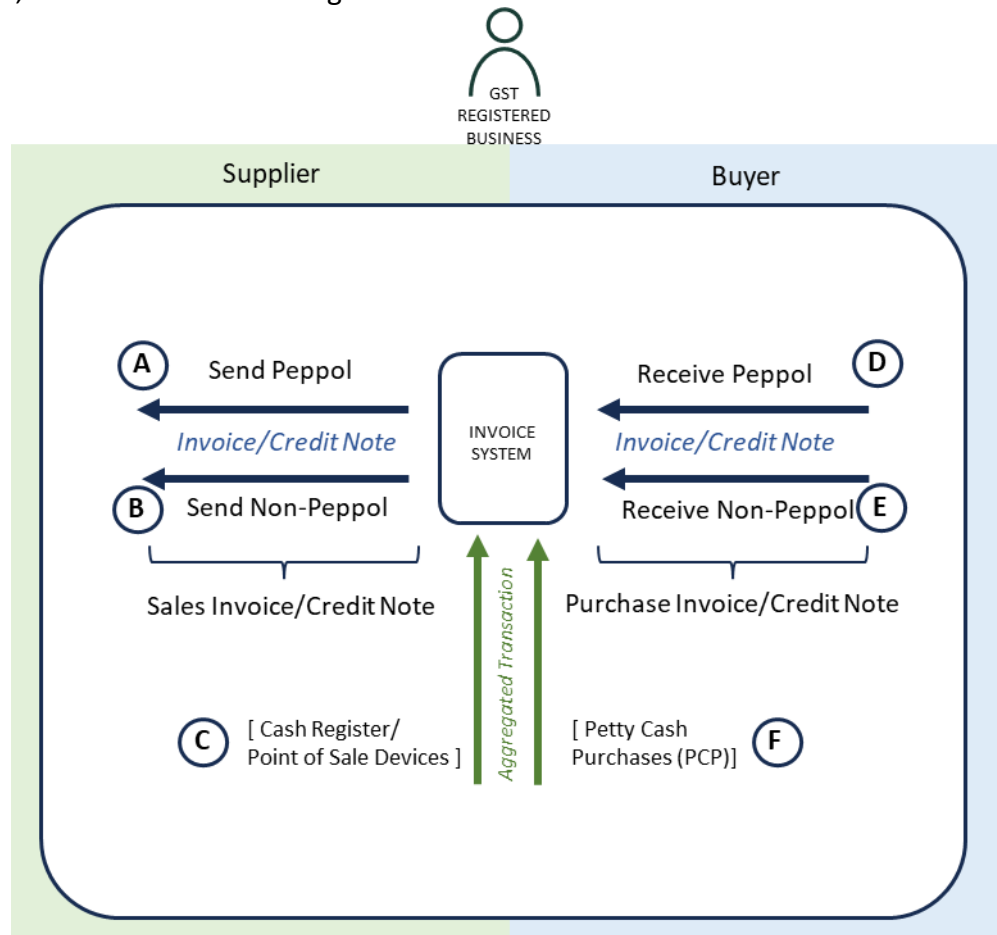 GST
REGISTERED
BUSINESS
Supplier
Buyer
A
Send Peppol
Invoice/Credit Note
B
Send Non-Peppol
Sales Invoice/Credit Note
INVOICE
SYSTEM
Receive Peppol
D
Invoice/Credit Note
Receive Non-Peppol
E
Purchase Invoice/Credit Note
Aggregated Transaction
C
[ Cash Register/
Point of Sale Devices ]
[ Petty Cash
Purchases (PCP)]
F